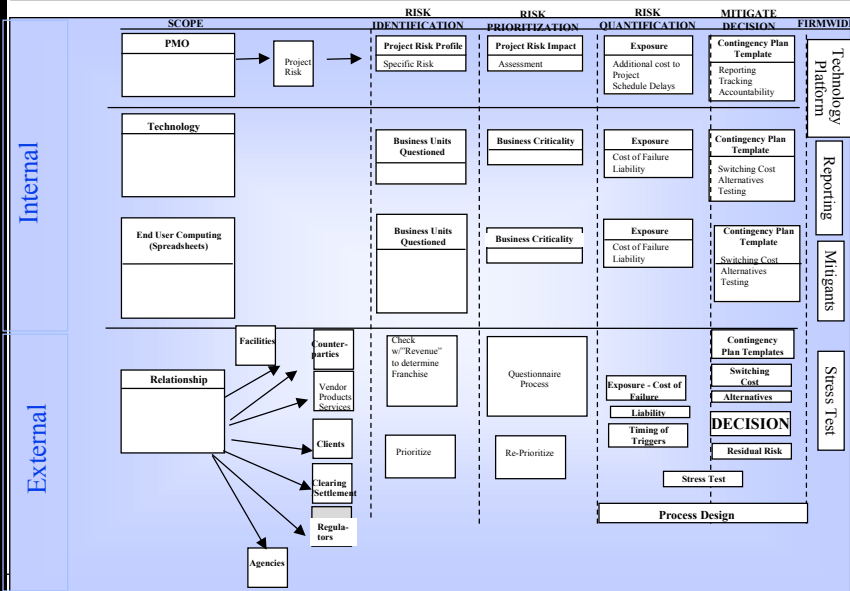 SCOPE
RISK
IDENTIFICATION
RISK
PRIORITIZATION
RISK
QUANTIFICATION
MITIGATE
DECISION
FIRMWIDE
Internal
PMO
Project
Risk
Project Risk Profile
Specific Risk
Project Risk Impact
Assessment
Exposure
Additional cost to
Project
Schedule Delays
Contingency Plan
Template
Reporting
Tracking
Accountability
Technology
Platform
Technology
Business Units
Questioned
Business Criticality
Exposure
Cost of Failure
Liability
Contingency Plan
Template
Switching Cost
Alternatives
Testing
Reporting
End User Computing
(Spreadsheets)
Business Units
Questioned
Business Criticality
Exposure
Cost of Failure
Liability
Contingency Plan
Template
Switching Cost
Alternatives
Testing
Mitigants
External
Relationship
Facilities
Counter-
parties
Vendor
Products
Services
Clients
Clearing
/Settlement
Regula-
tors
Agencies
Check
w/"Revenue"
to determine
Franchise
Prioritize
Questionnaire
Process
Re-Prioritize
Exposure - Cost of
Failure
Liability
Timing of
Triggers
Contingency
Plan Templates
Switching
Cost
Alternatives
DECISION
Residual Risk
Stress Test
Process Design
Stress Test